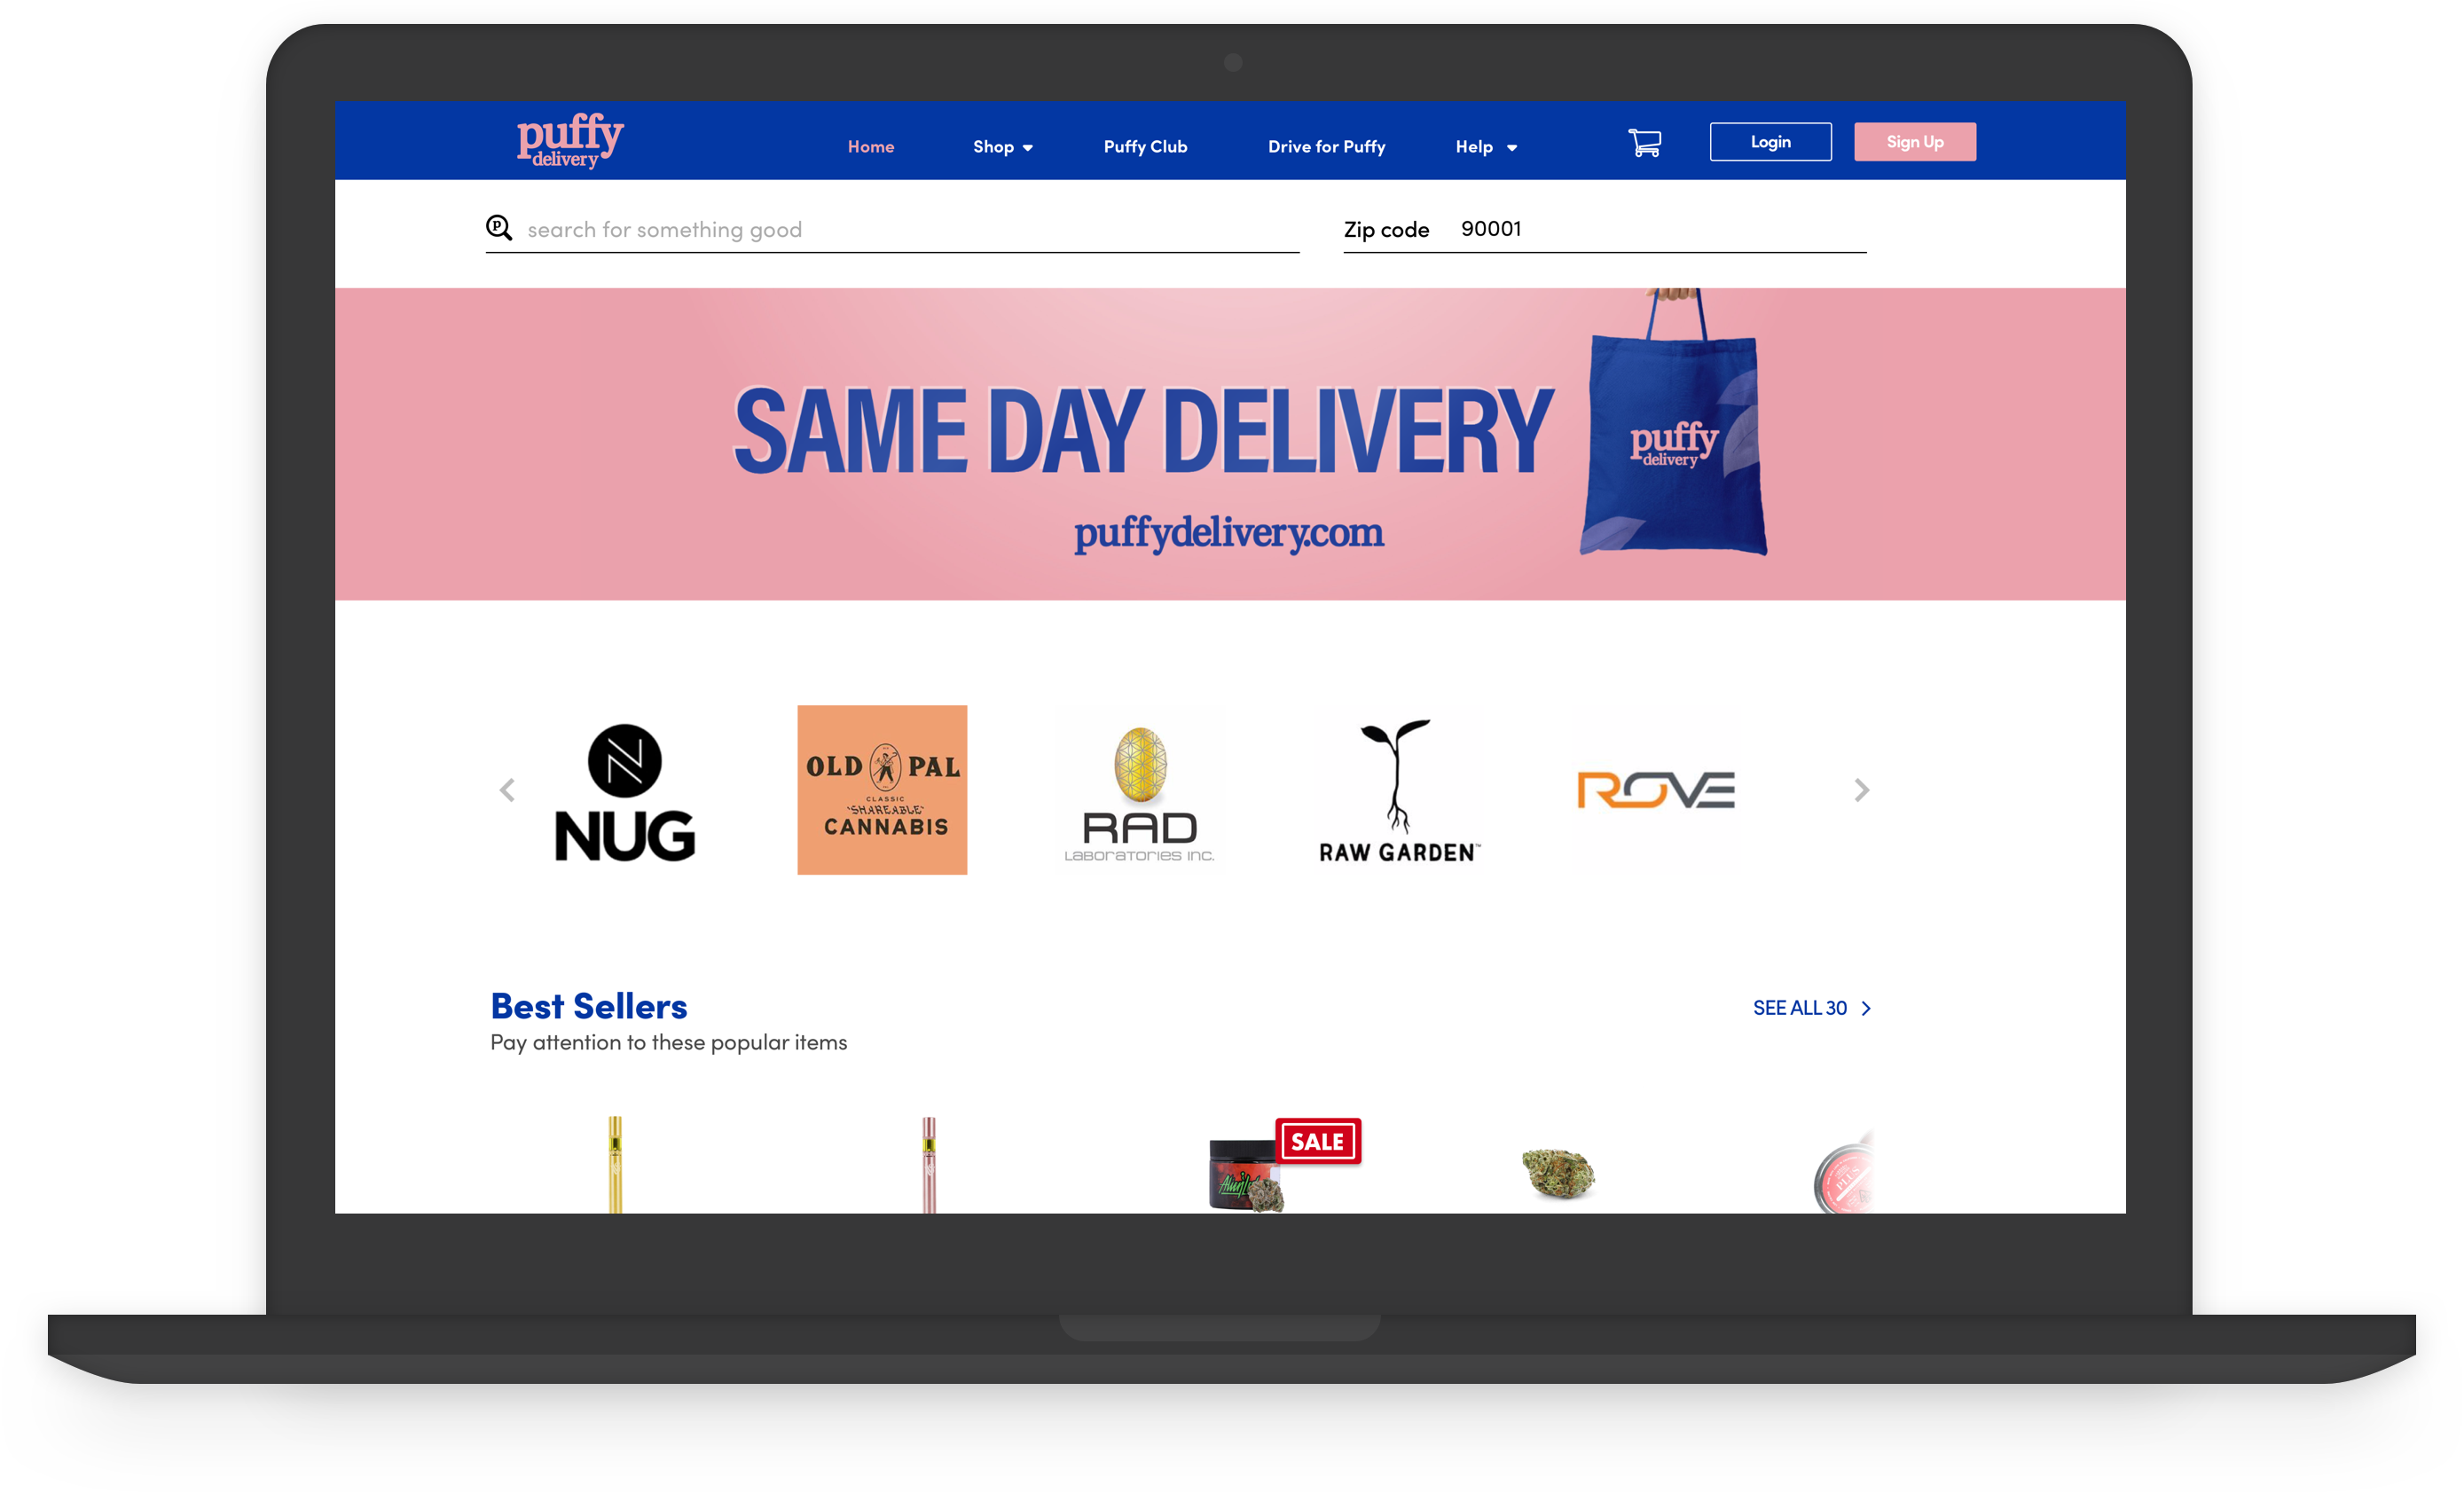 puffy
delivery
Home
Shop
Puffy Club
Drive for Puffy
Help
Login
Sign Up
P
search for something good
Zip code
90001
SAME DAY DELIVERY
puffydelivery.com
puffy
delivery
N
NUG
OLD PAL
CLASSIC
"SHAREABLE"
CANNABIS
RAD
LABORATORIES INC.
RAW GARDEN™
ROVE
Best Sellers
SEE ALL 30
Pay attention to these popular items
SALE
PLUS